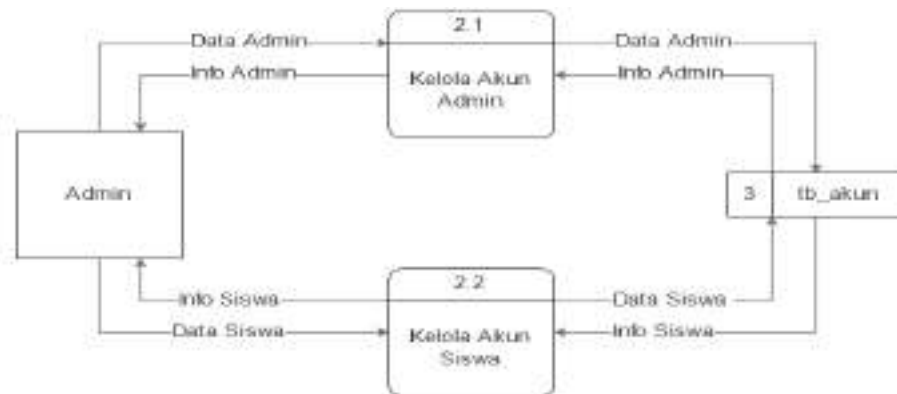 2.1
Data Admin
Data Admin
Info Admin
Info Admin
Kelola Akun
Admin
Admin
3
tb_akun
2.2
Info Siswa
Data Siswa
Data Siswa
Info Siswa
Kelola Akun
Siswa